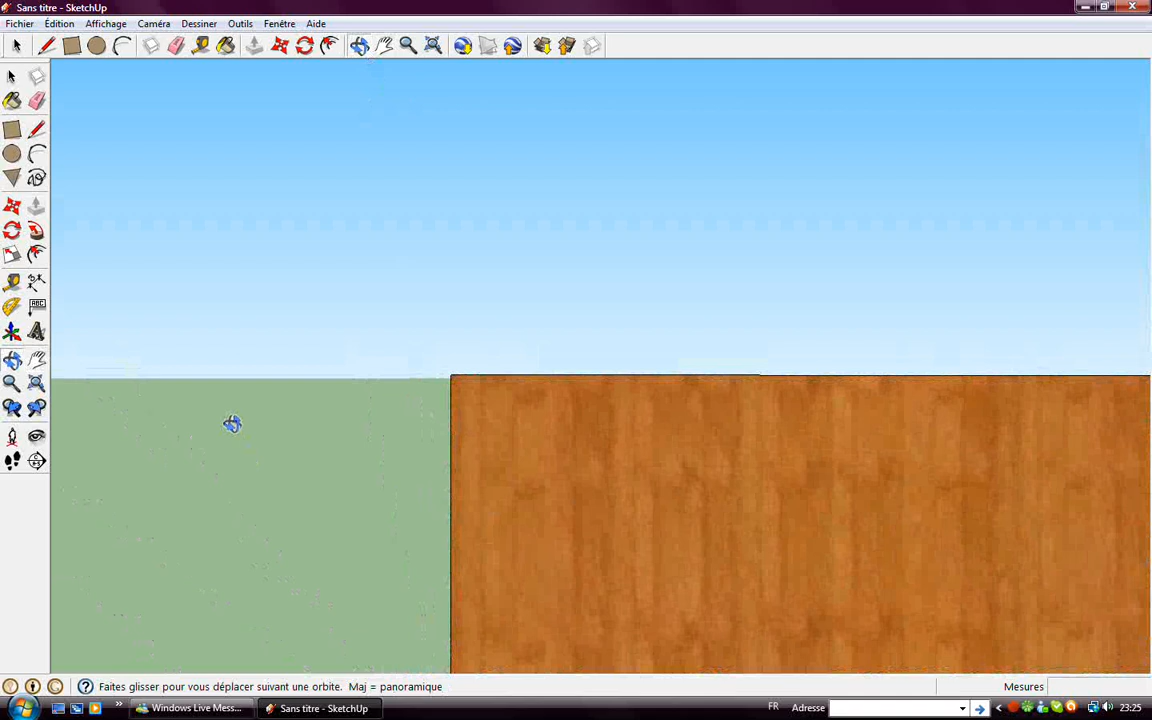 Sans titre - SketchUp
Fichier Édition Affichage Caméra Dessiner Outils Fenêtre Aide
ABC
Faites glisser pour vous déplacer suivant une orbite. Maj = panoramique
Mesures
Windows Live Mess... Sans titre - SketchUp FR Adresse 23:25